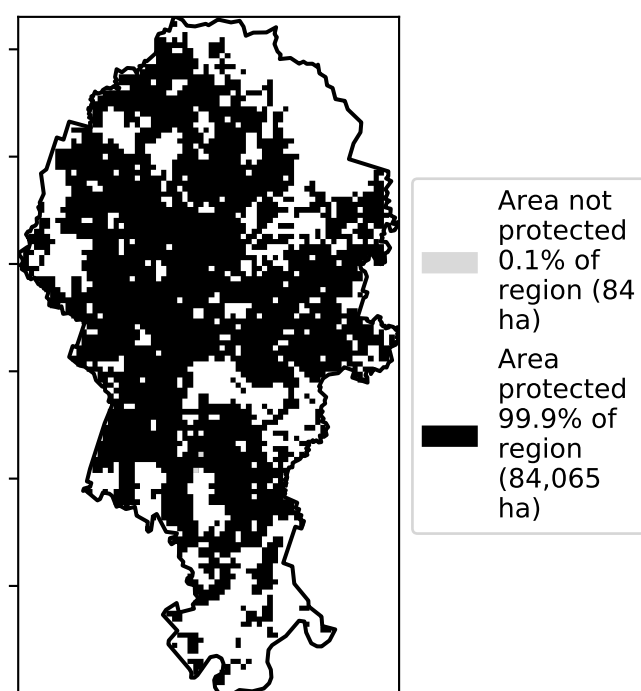 Area not
protected
0.1% of
region (84
ha)
Area
protected
99.9% of
region
(84,065
ha)